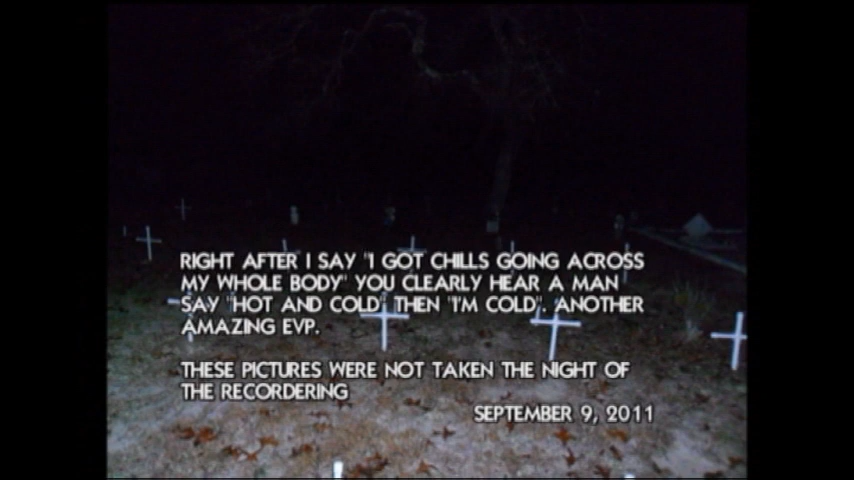 RIGHT AFTER I SAY "I GOT CHILLS GOING ACROSS
MY WHOLE BODY" YOU CLEARLY HEAR A MAN
SAY "HOT AND COLD" THEN "I'M COLD". ANOTHER
AMAZING EVP.
THESE PICTURES WERE NOT TAKEN THE NIGHT OF
THE RECORDERING
SEPTEMBER 9, 2011